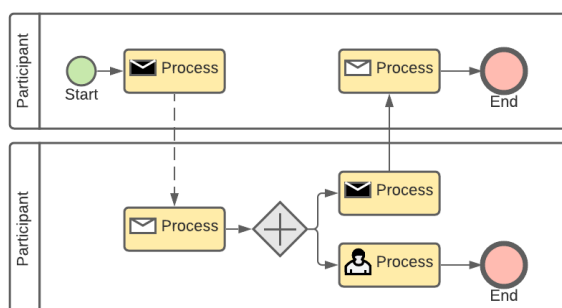 Participant
Start
Process
Process
End
Participant
Process
Process
Process
End